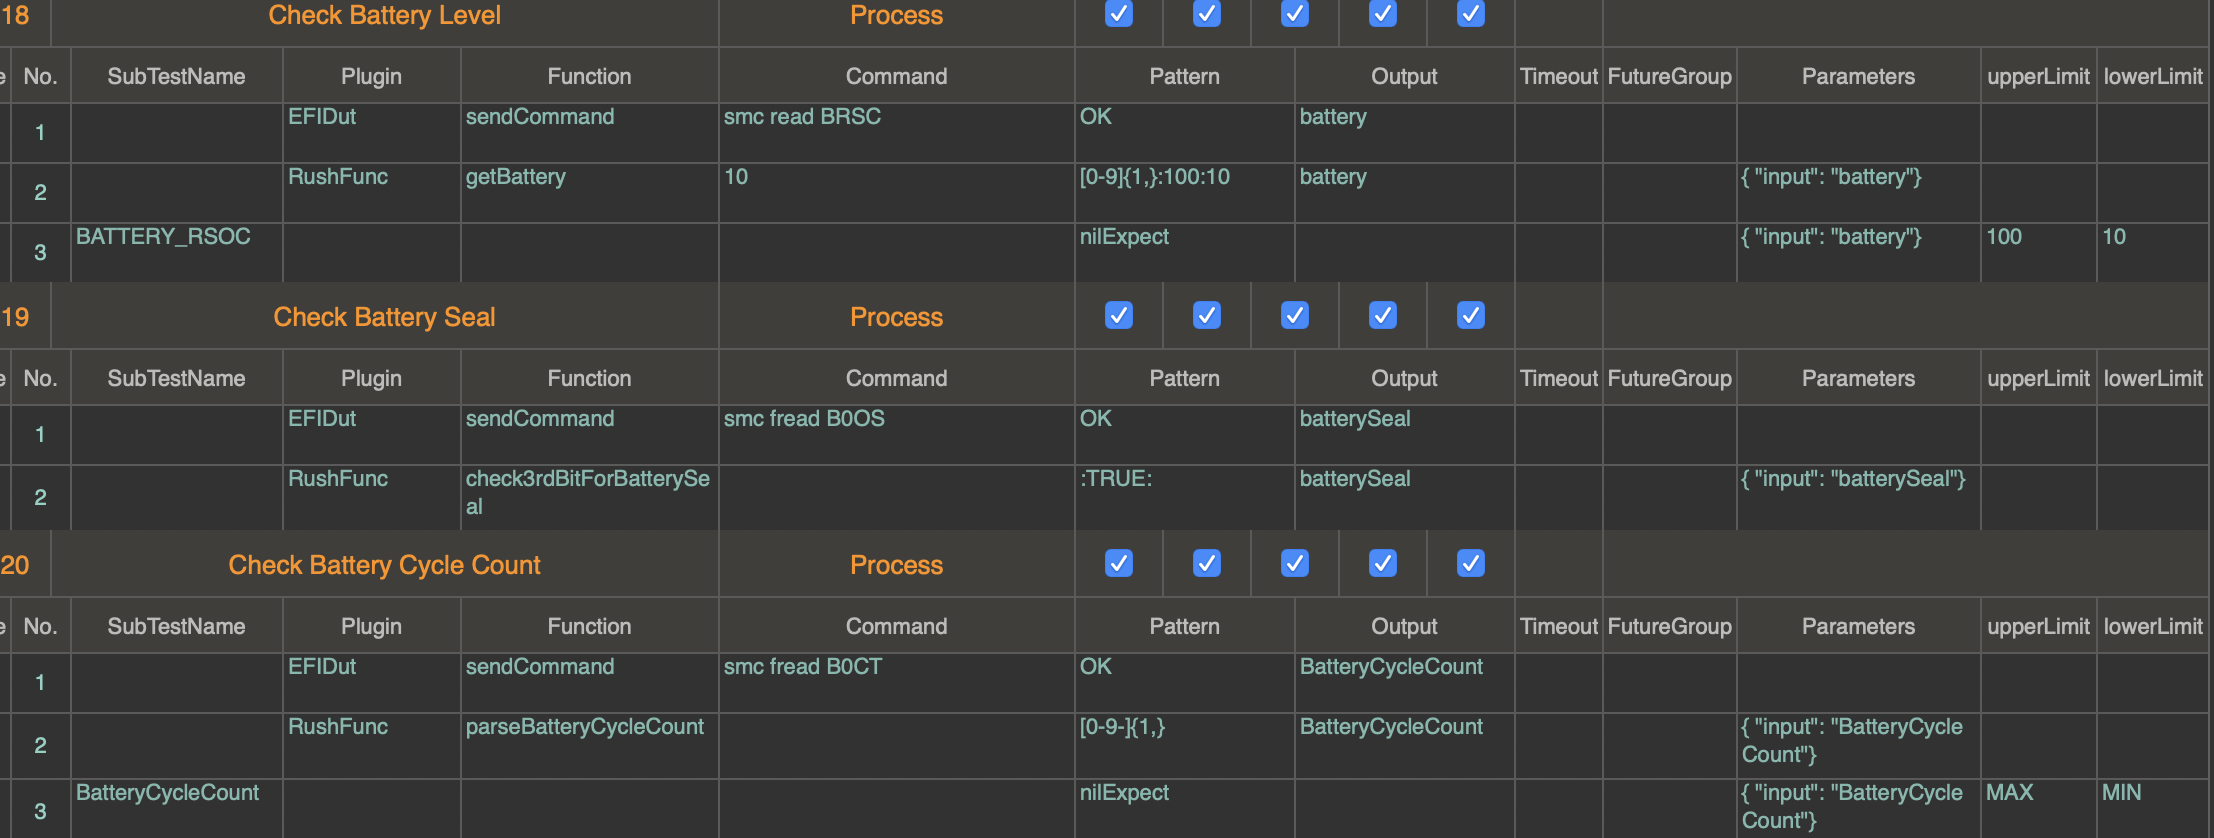 18 Check Battery Level Process
e No. SubTestName Plugin Function Command Pattern Output Timeout FutureGroup Parameters upperLimit lowerLimit
1 EFIDut sendCommand smc read BRSC OK battery
2 RushFunc getBattery 10 [0-9]{1,}:100:10 battery { "input": "battery"}
3 BATTERY_RSOC nilExpect { "input": "battery"} 100 10
19 Check Battery Seal Process
e No. SubTestName Plugin Function Command Pattern Output Timeout FutureGroup Parameters upperLimit lowerLimit
1 EFIDut sendCommand smc fread B0OS OK batterySeal
2 RushFunc check3rdBitForBatterySe :TRUE: batterySeal { "input": "batterySeal"}
al
20 Check Battery Cycle Count Process
e No. SubTestName Plugin Function Command Pattern Output Timeout FutureGroup Parameters upperLimit lowerLimit
1 EFIDut sendCommand smc fread B0CT OK BatteryCycleCount
2 RushFunc parseBatteryCycleCount [0-9-]{1,} BatteryCycleCount { "input": "BatteryCycle
Count"}
3 BatteryCycleCount nilExpect { "input": "BatteryCycle MAX MIN
Count"}